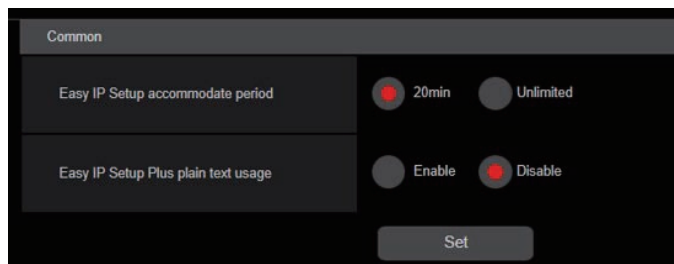 Common
Easy IP Setup accommodate period 20min Unlimited
Easy IP Setup Plus plain text usage Enable Disable
Set